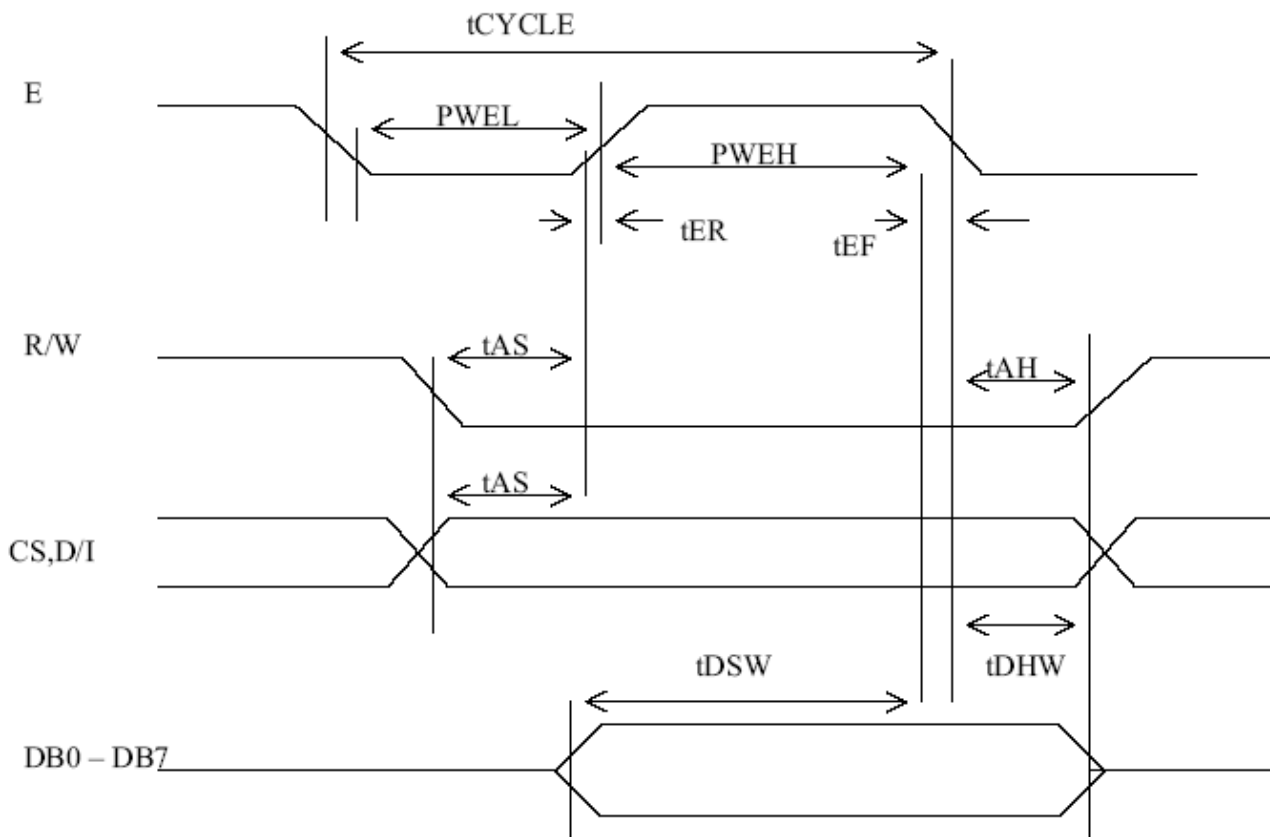 tCYCLE
E
PWEL
PWEH
tER
tEF
R/W
tAS
tAH
tAS
CS,D/I
tDSW
tDHW
DB0 – DB7